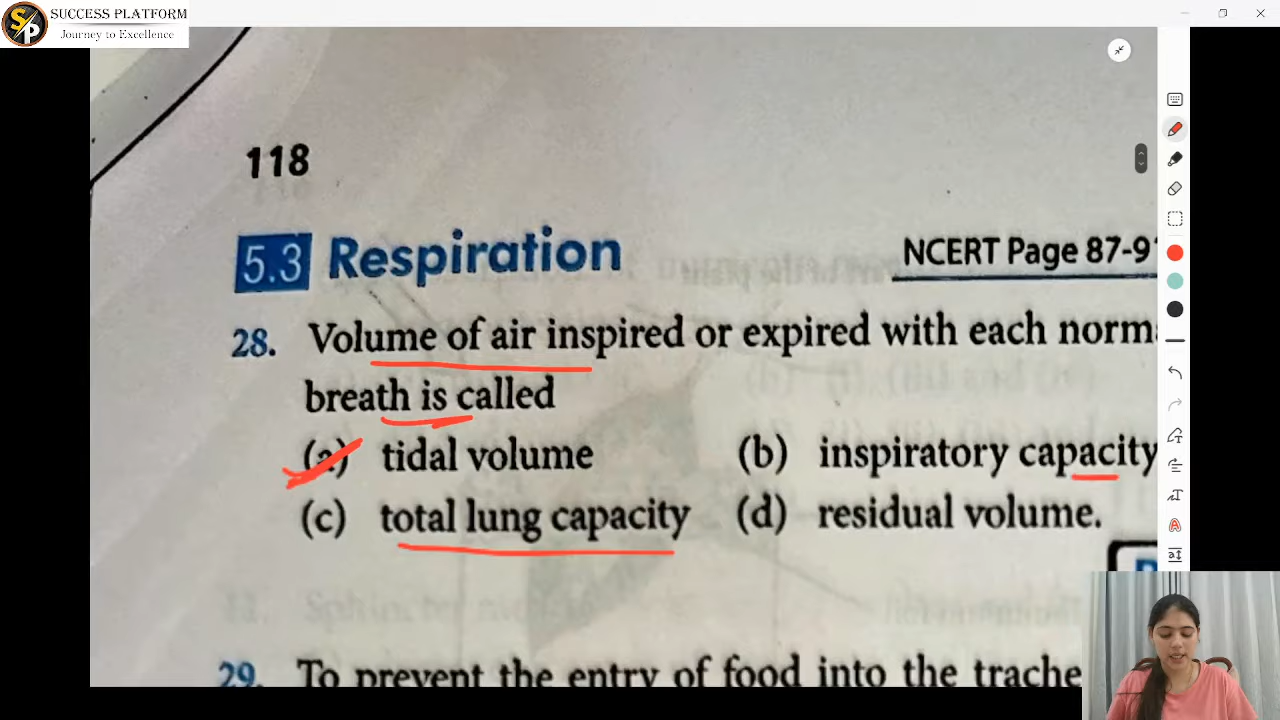 SUCCESS PLATFORM
Journey to Excellence
118
5.3 Respiration
NCERT Page 87-9
28. Volume of air inspired or expired with each norm
breath is called
(a) tidal volume (b) inspiratory capacity
(c) total lung capacity (d) residual volume.
29. To prevent the entry of food into the trache